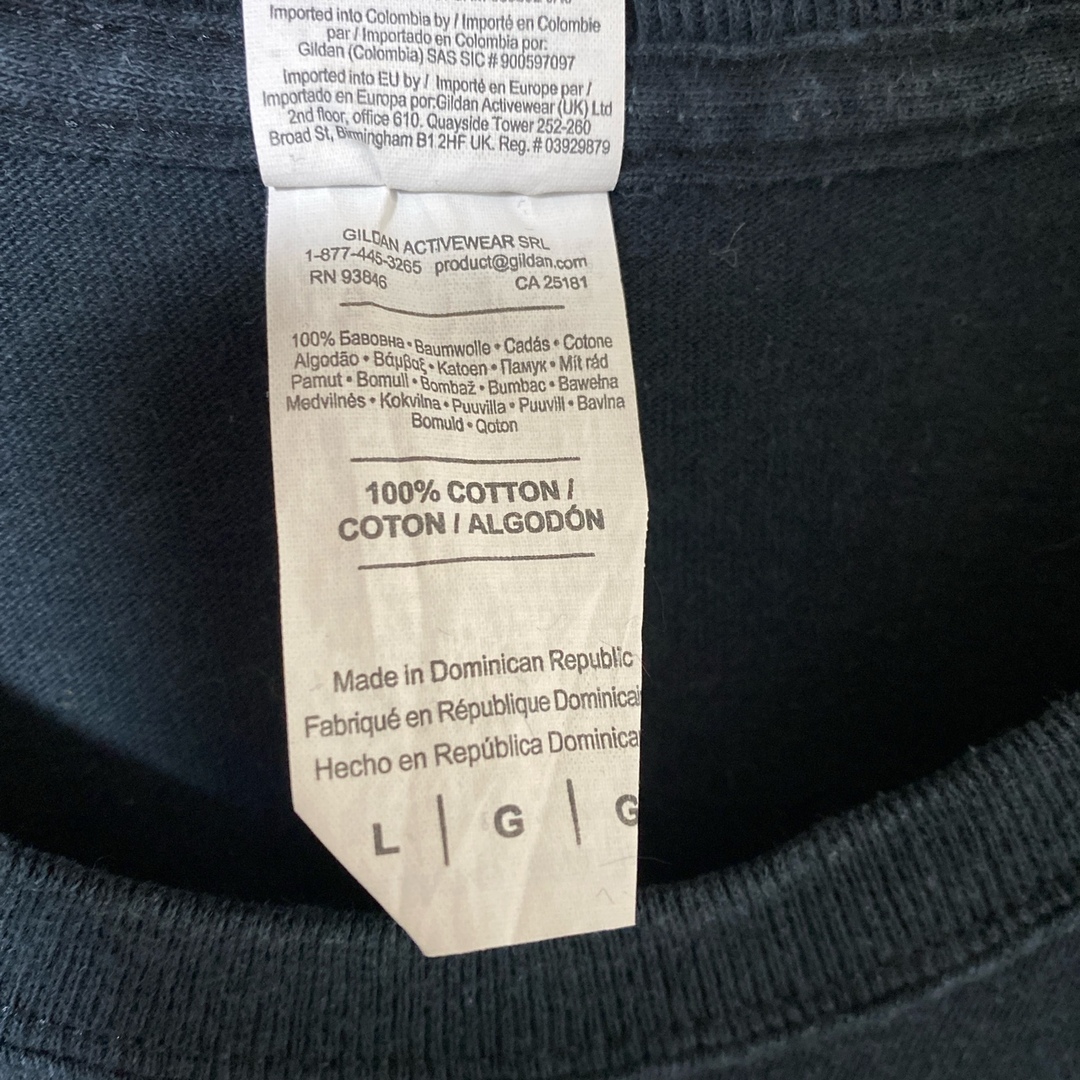 Imported into Colombia by / Importé en Colombie
par / Importado en Colombia por:
Gildan (Colombia) SAS SIC # 900597097
Imported into EU by / Importé en Europe par /
Importado en Europa por:Gildan Activewear (UK) Ltd
2nd floor, office 610. Quayside Tower 252-260
Broad St, Birmingham B1 2HF UK. Reg. # 03929879
GILDAN ACTIVEWEAR SRL
1-877-445-3265 product@gildan.com
RN 93846 CA 25181
100% Бавовна • Baumwolle • Cadás • Cotone
Algodão • Βάμβαξ • Katoen • Памук • Mït rád
Pamut • Bomull • Bombaž • Bumbac • Bawełna
Medvilnės • Kokvilna • Puuvilla • Puuvill • Bavlna
Bomuld • Qoton
100% COTTON /
COTON / ALGODÓN
Made in Dominican Republic
Fabriqué en République Dominicai
Hecho en República Dominica
L | G | G